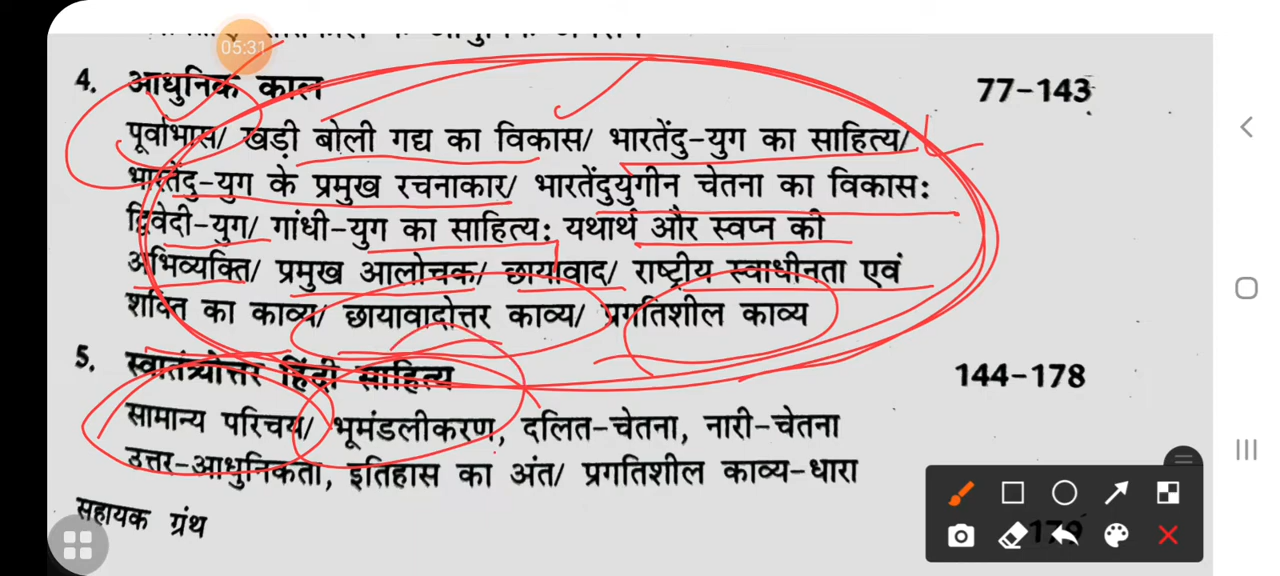 05:31
4. आधुनिक काल 77-143
पूर्वाभास/ खड़ी बोली गद्य का विकास/ भारतेंदु-युग का साहित्य/
भारतेंदु-युग के प्रमुख रचनाकार/ भारतेंदुयुगीन चेतना का विकास:
द्विवेदी-युग/ गांधी-युग का साहित्य: यथार्थ और स्वप्न की
अभिव्यक्ति/ प्रमुख आलोचक/ छायावाद/ राष्ट्रीय स्वाधीनता एवं
शक्ति का काव्य/ छायावादोत्तर काव्य/ प्रगतिशील काव्य
5. स्वातंत्र्योत्तर हिंदी साहित्य 144-178
सामान्य परिचय/ भूमंडलीकरण, दलित-चेतना, नारी-चेतना
उत्तर-आधुनिकता, इतिहास का अंत/ प्रगतिशील काव्य-धारा
सहायक ग्रंथ 179